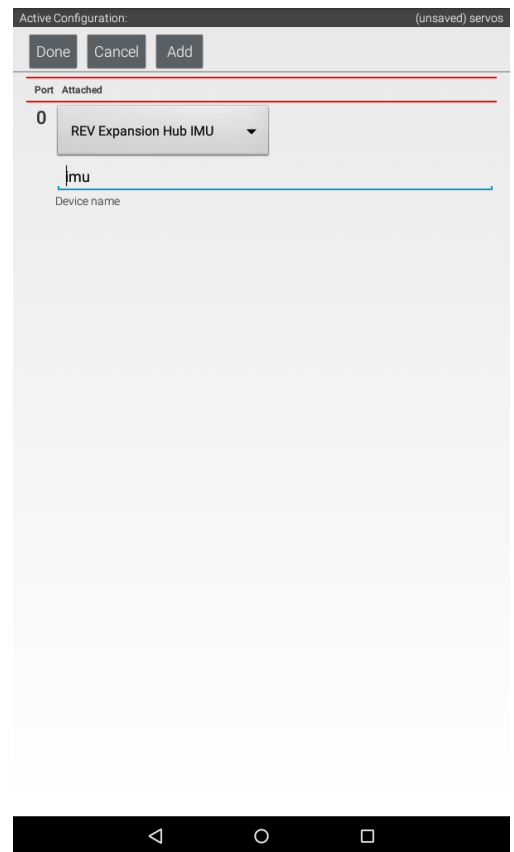 Active Configuration: (unsaved) servos
Done Cancel Add
Port Attached
0 REV Expansion Hub IMU
imu
Device name